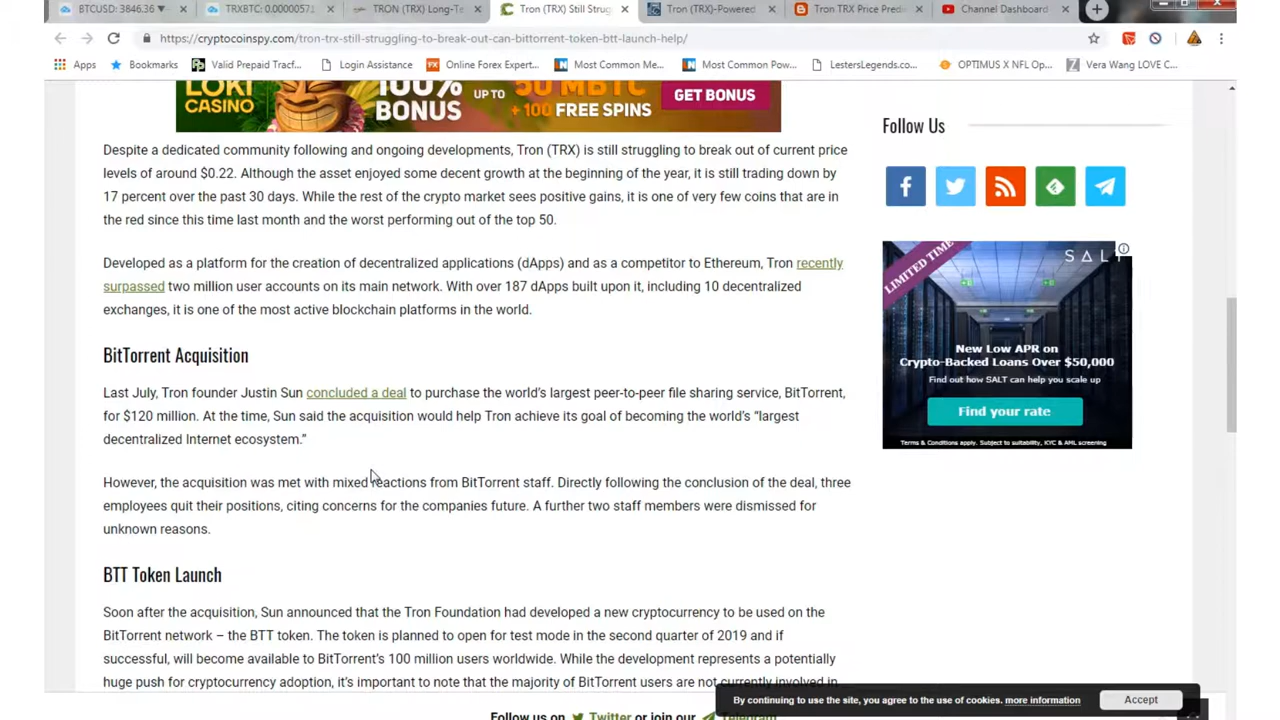 BTCUSD: 3846.36 ▼
TRXBTC: 0.0000057
TRON (TRX) Long-Te
Tron (TRX) Still Strug
Tron (TRX)-Powered
Tron TRX Price Pred
Channel Dashboard
https://cryptocoinspy.com/tron-trx-still-struggling-to-break-out-can-bittorrent-token-btt-launch-help/
Apps
Bookmarks
Valid Prepaid Tracf...
Login Assistance
Online Forex Expert...
Most Common Me...
Most Common Pow...
LestersLegends.com...
OPTIMUS X NFL Op...
Vera Wang LOVE C...
LOKI CASINO
100% BONUS
UP TO 50 MBTC
+100 FREE SPINS
GET BONUS
Despite a dedicated community following and ongoing developments, Tron (TRX) is still struggling to break out of current price
levels of around $0.22. Although the asset enjoyed some decent growth at the beginning of the year, it is still trading down by
17 percent over the past 30 days. While the rest of the crypto market sees positive gains, it is one of very few coins that are in
the red since this time last month and the worst performing out of the top 50.
Developed as a platform for the creation of decentralized applications (dApps) and as a competitor to Ethereum, Tron recently
surpassed two million user accounts on its main network. With over 187 dApps built upon it, including 10 decentralized
exchanges, it is one of the most active blockchain platforms in the world.
BitTorrent Acquisition
Last July, Tron founder Justin Sun concluded a deal to purchase the world's largest peer-to-peer file sharing service, BitTorrent,
for $120 million. At the time, Sun said the acquisition would help Tron achieve its goal of becoming the world's “largest
decentralized Internet ecosystem.”
However, the acquisition was met with mixed reactions from BitTorrent staff. Directly following the conclusion of the deal, three
employees quit their positions, citing concerns for the companies future. A further two staff members were dismissed for
unknown reasons.
BTT Token Launch
Soon after the acquisition, Sun announced that the Tron Foundation had developed a new cryptocurrency to be used on the
BitTorrent network – the BTT token. The token is planned to open for test mode in the second quarter of 2019 and if
successful, will become available to BitTorrent's 100 million users worldwide. While the development represents a potentially
huge push for cryptocurrency adoption, it's important to note that the majority of BitTorrent users are not currently involved in
Follow Us
LIMITED TIME
SALT
New Low APR on
Crypto-Backed Loans Over $50,000
Find out how SALT can help you scale up
Find your rate
Terms & Conditions apply. Subject to suitability, KYC & AML screening
By continuing to use the site, you agree to the use of cookies. more information
Accept
Follow us on Twitter or join our Telegram